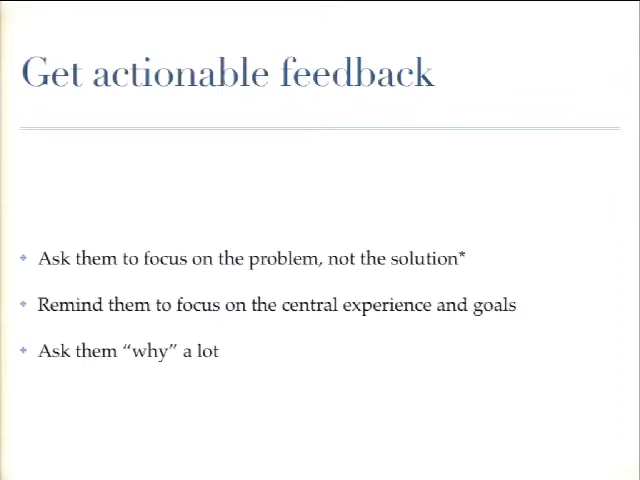 Get actionable feedback
Ask them to focus on the problem, not the solution*
Remind them to focus on the central experience and goals
Ask them “why” a lot